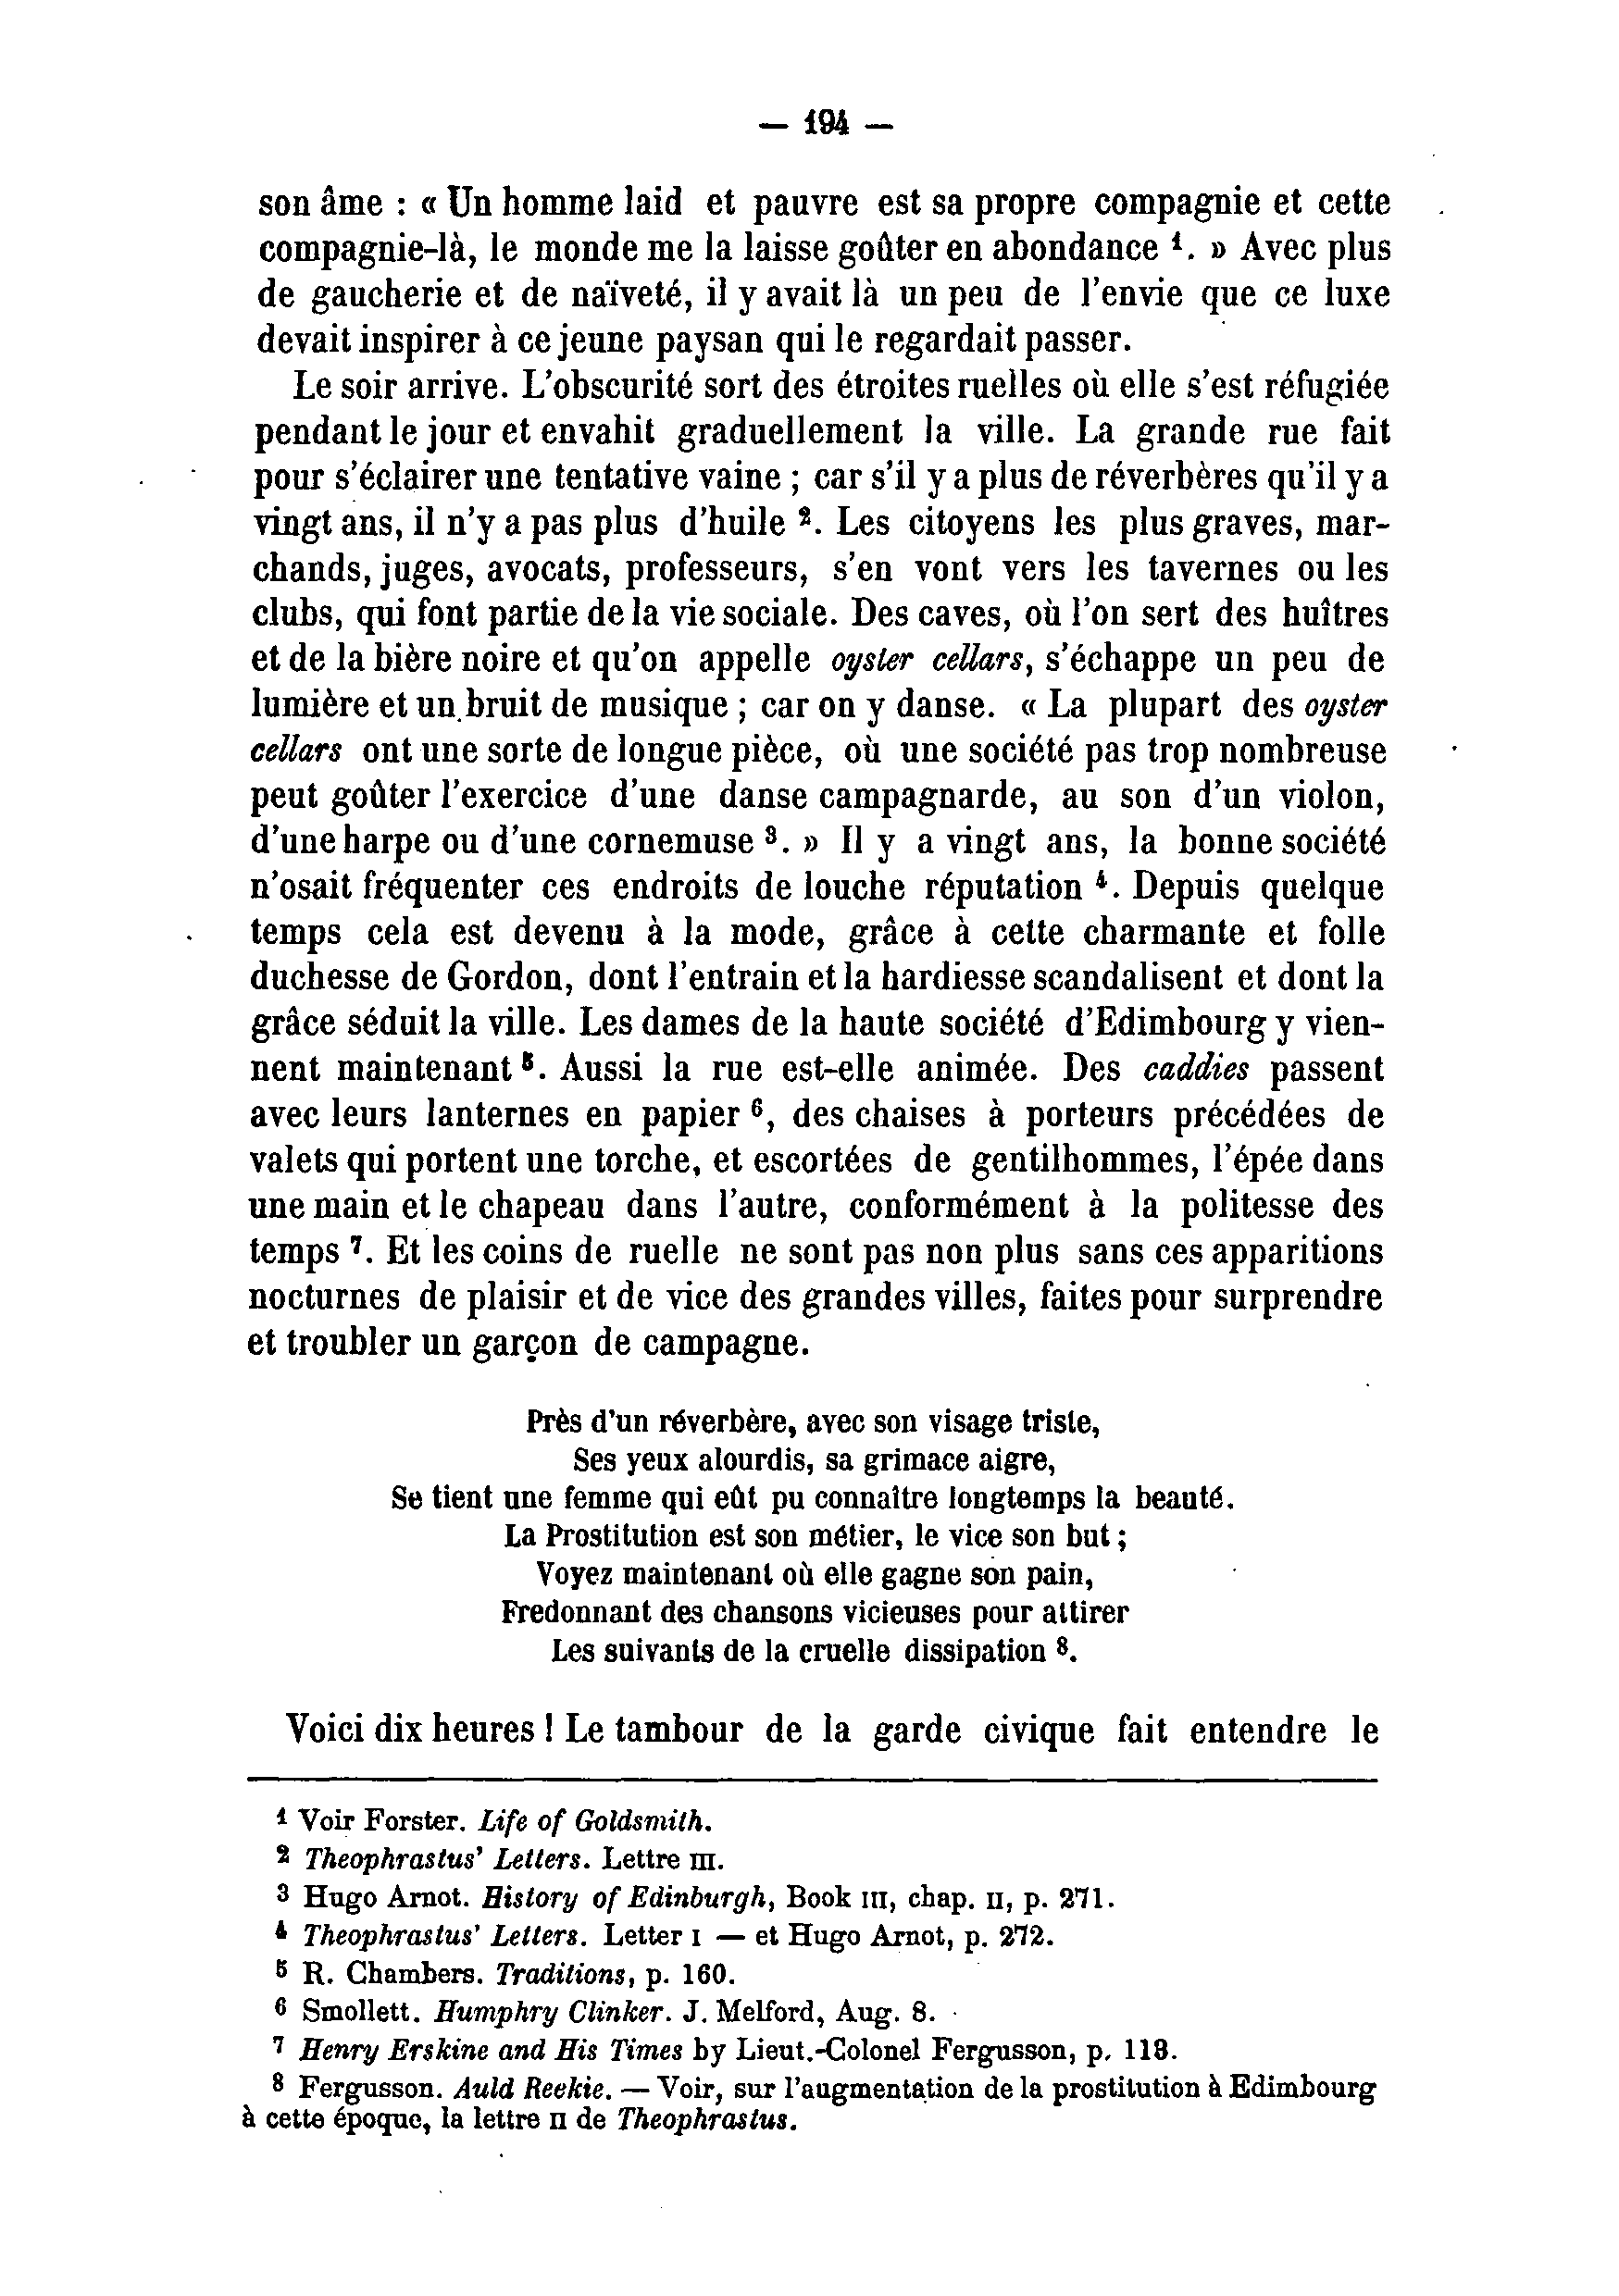 — 194 —
son âme : « Un homme laid et pauvre est sa propre compagnie et cette
compagnie-là, le monde me la laisse goûter en abondance ¹. » Avec plus
de gaucherie et de naïveté, il y avait là un peu de l'envie que ce luxe
devait inspirer à ce jeune paysan qui le regardait passer.
Le soir arrive. L'obscurité sort des étroites ruelles où elle s'est réfugiée
pendant le jour et envahit graduellement la ville. La grande rue fait
pour s'éclairer une tentative vaine ; car s'il y a plus de réverbères qu'il y a
vingt ans, il n'y a pas plus d'huile ². Les citoyens les plus graves, mar-
chands, juges, avocats, professeurs, s'en vont vers les tavernes ou les
clubs, qui font partie de la vie sociale. Des caves, où l'on sert des huîtres
et de la bière noire et qu'on appelle oyster cellars, s'échappe un peu de
lumière et un bruit de musique ; car on y danse. « La plupart des oyster
cellars ont une sorte de longue pièce, où une société pas trop nombreuse
peut goûter l'exercice d'une danse campagnarde, au son d'un violon,
d'une harpe ou d'une cornemuse ³. » Il y a vingt ans, la bonne société
n'osait fréquenter ces endroits de louche réputation ⁴. Depuis quelque
temps cela est devenu à la mode, grâce à cette charmante et folle
duchesse de Gordon, dont l'entrain et la hardiesse scandalisent et dont la
grâce séduit la ville. Les dames de la haute société d'Edimbourg y vien-
nent maintenant ⁵. Aussi la rue est-elle animée. Des caddies passent
avec leurs lanternes en papier ⁶, des chaises à porteurs précédées de
valets qui portent une torche, et escortées de gentilhommes, l'épée dans
une main et le chapeau dans l'autre, conformément à la politesse des
temps ⁷. Et les coins de ruelle ne sont pas non plus sans ces apparitions
nocturnes de plaisir et de vice des grandes villes, faites pour surprendre
et troubler un garçon de campagne.
Près d'un réverbère, avec son visage triste,
Ses yeux alourdis, sa grimace aigre,
Se tient une femme qui eût pu connaître longtemps la beauté.
La Prostitution est son métier, le vice son but ;
Voyez maintenant où elle gagne son pain,
Fredonnant des chansons vicieuses pour attirer
Les suivants de la cruelle dissipation ⁸.
Voici dix heures ! Le tambour de la garde civique fait entendre le
¹ Voir Forster. Life of Goldsmith.
² Theophrastus' Letters. Lettre III.
³ Hugo Arnot. History of Edinburgh, Book III, chap. II, p. 271.
⁴ Theophrastus' Letters. Letter I — et Hugo Arnot, p. 272.
⁵ R. Chambers. Traditions, p. 160.
⁶ Smollett. Humphry Clinker. J. Melford, Aug. 8.
⁷ Henry Erskine and His Times by Lieut.-Colonel Fergusson, p. 118.
⁸ Fergusson. Auld Reekie. — Voir, sur l'augmentation de la prostitution à Edimbourg
à cette époque, la lettre II de Theophrastus.